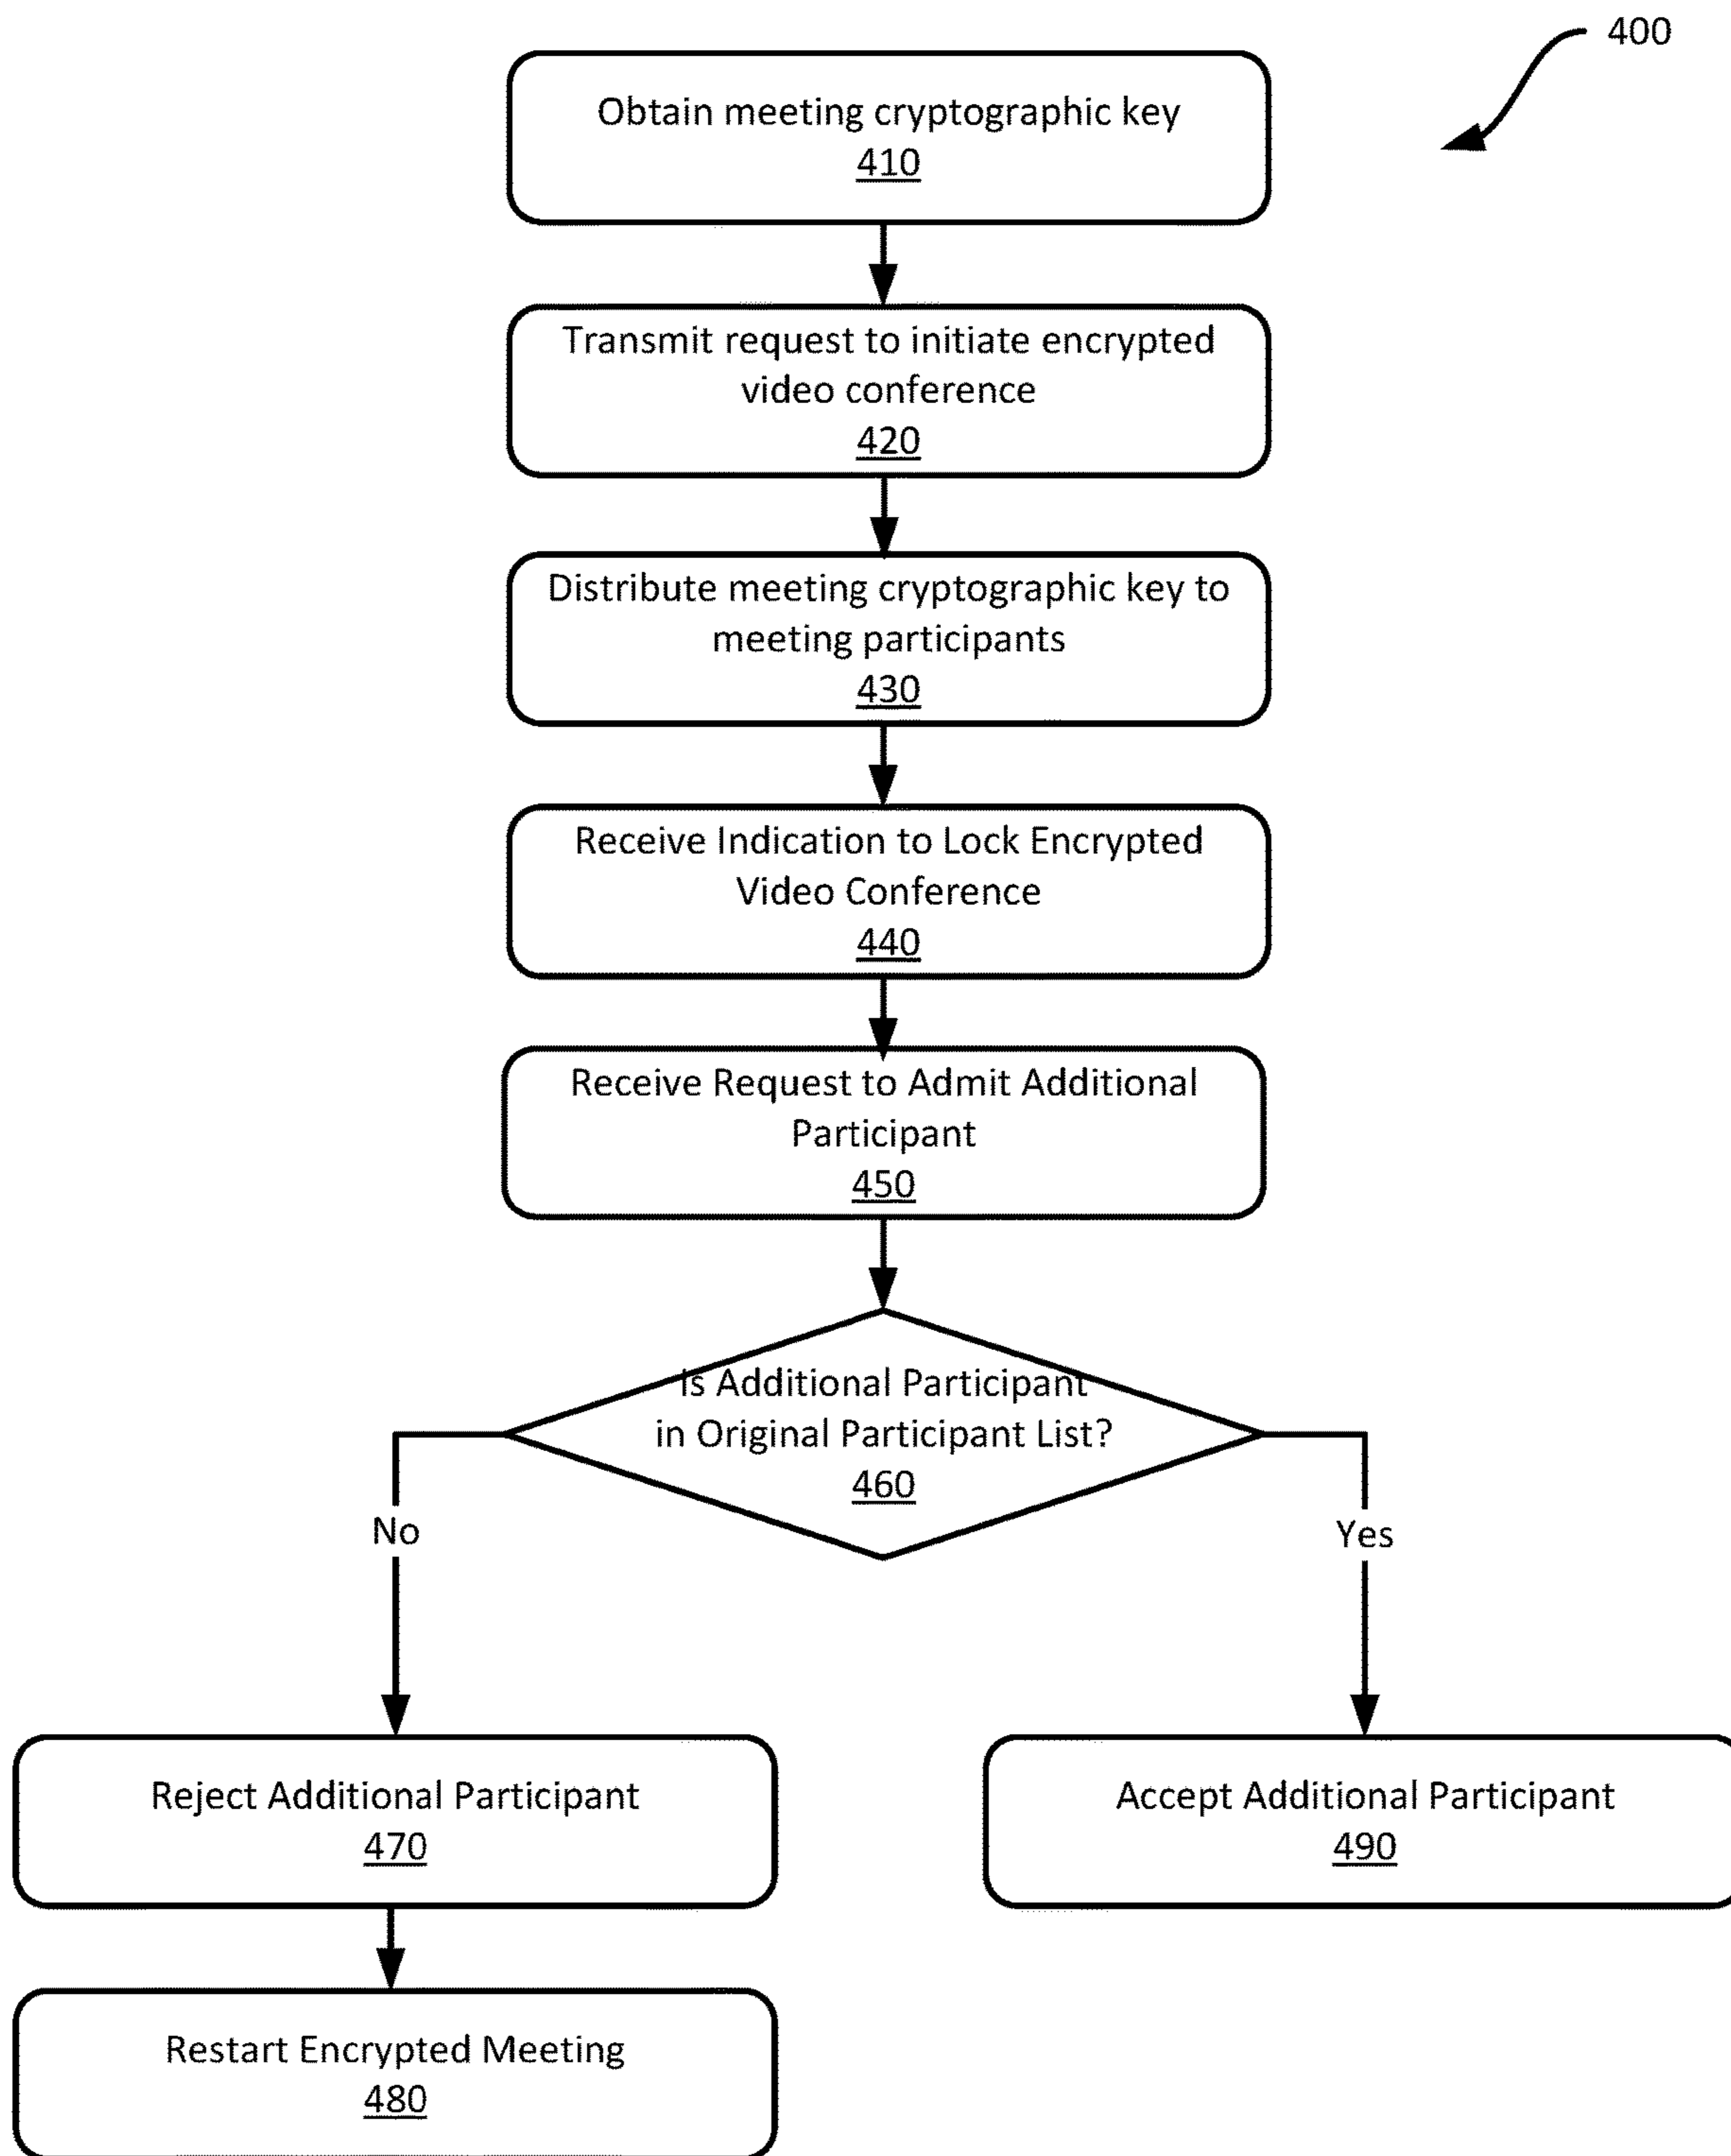 400
Obtain meeting cryptographic key
410
Transmit request to initiate encrypted
video conference
420
Distribute meeting cryptographic key to
meeting participants
430
Receive Indication to Lock Encrypted
Video Conference
440
Receive Request to Admit Additional
Participant
450
Is Additional Participant
in Original Participant List?
460
No
Yes
Reject Additional Participant
470
Accept Additional Participant
490
Restart Encrypted Meeting
480